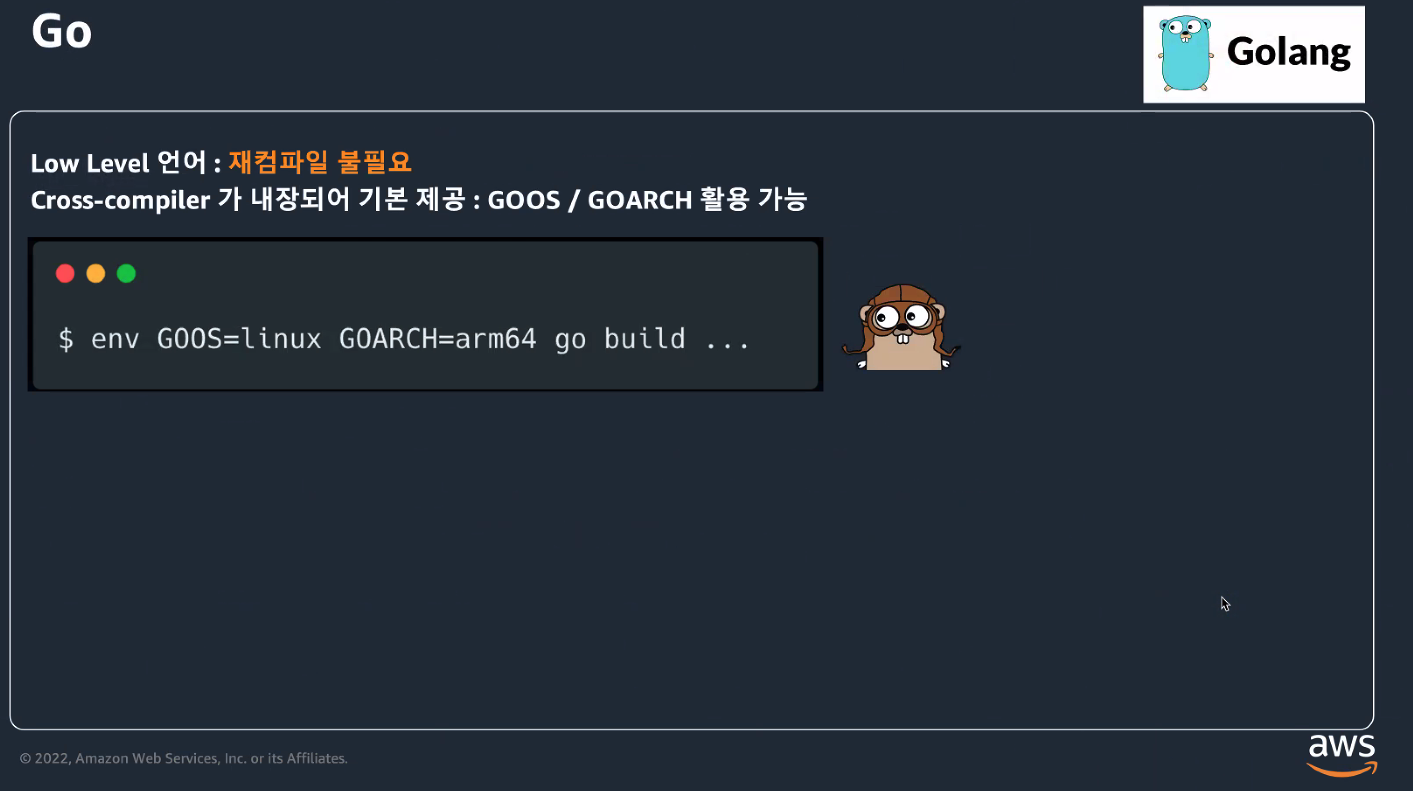 Go
Golang
Low Level 언어 : 재컴파일 불필요
Cross-compiler 가 내장되어 기본 제공 : GOOS / GOARCH 활용 가능
$ env GOOS=linux GOARCH=arm64 go build ...
© 2022, Amazon Web Services, Inc. or its Affiliates.
aws